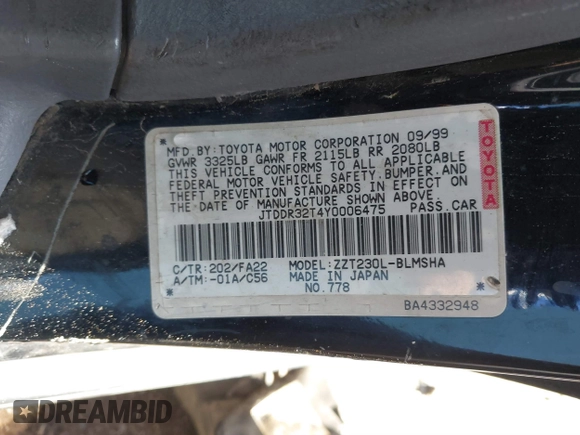 MFD.BY:TOYOTA MOTOR CORPORATION 09/99
GVWR 3325LB GAWR FR 2115LB RR 2080LB
THIS VEHICLE CONFORMS TO ALL APPLICABLE
FEDERAL MOTOR VEHICLE SAFETY,BUMPER,AND
THEFT PREVENTION STANDARDS IN EFFECT ON
THE DATE OF MANUFACTURE SHOWN ABOVE.
JTDDR32T4Y0006475 PASS.CAR
TOYOTA
C/TR:202/FA22 MODEL:ZZT230L-BLMSHA
A/TM:-01A/C56 MADE IN JAPAN
NO.778
BA4332948
DREAMBID